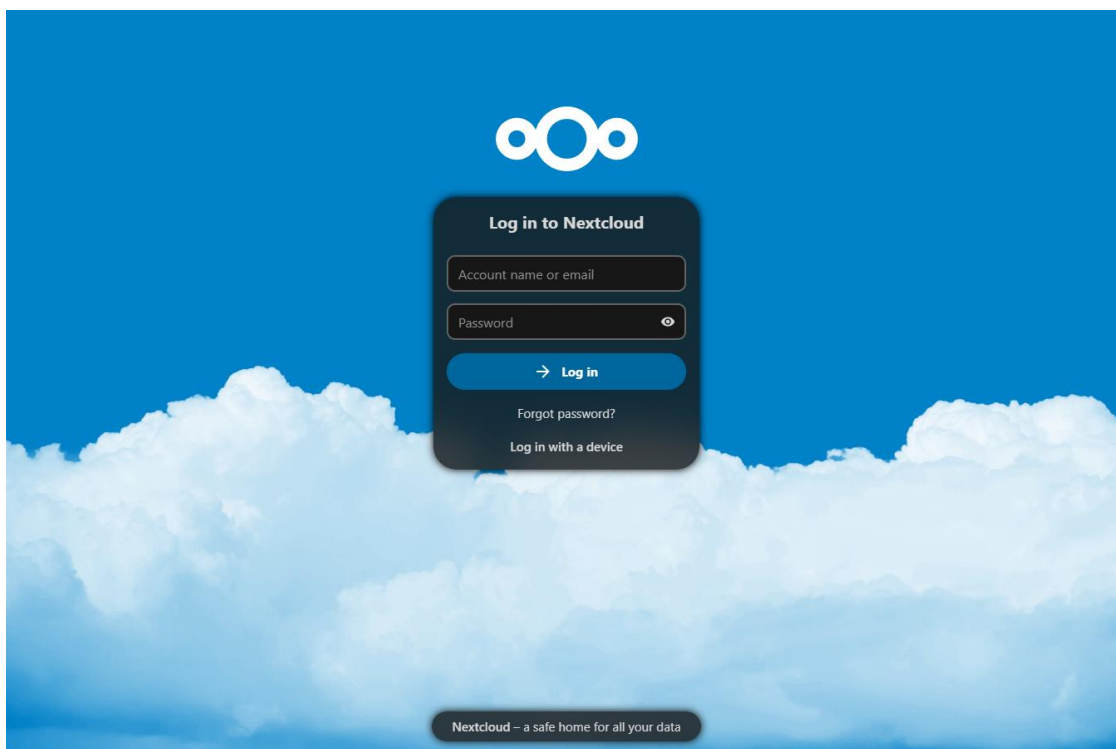 Log in to Nextcloud
Account name or email
Password
Log in
Forgot password?
Log in with a device
Nextcloud – a safe home for all your data